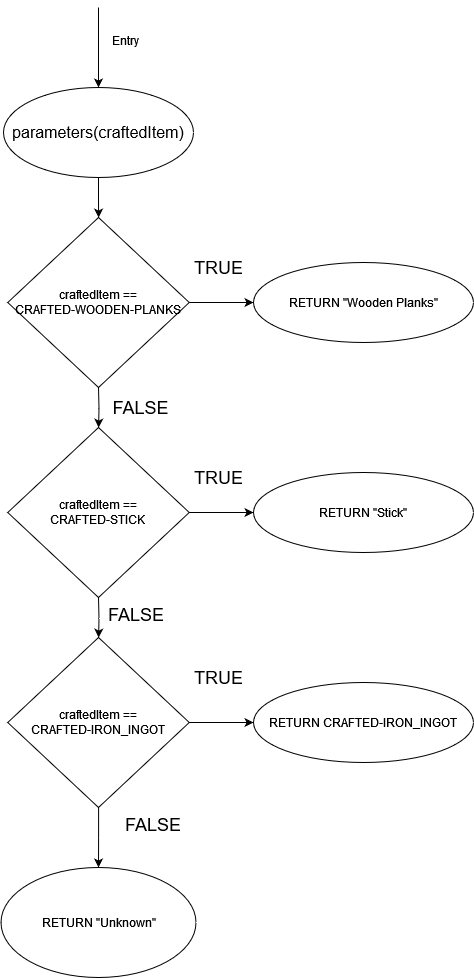 Entry
parameters(craftedItem)
craftedItem ==
CRAFTED-WOODEN-PLANKS
TRUE
RETURN "Wooden Planks"
FALSE
craftedItem ==
CRAFTED-STICK
TRUE
RETURN "Stick"
FALSE
craftedItem ==
CRAFTED-IRON_INGOT
TRUE
RETURN CRAFTED-IRON_INGOT
FALSE
RETURN "Unknown"